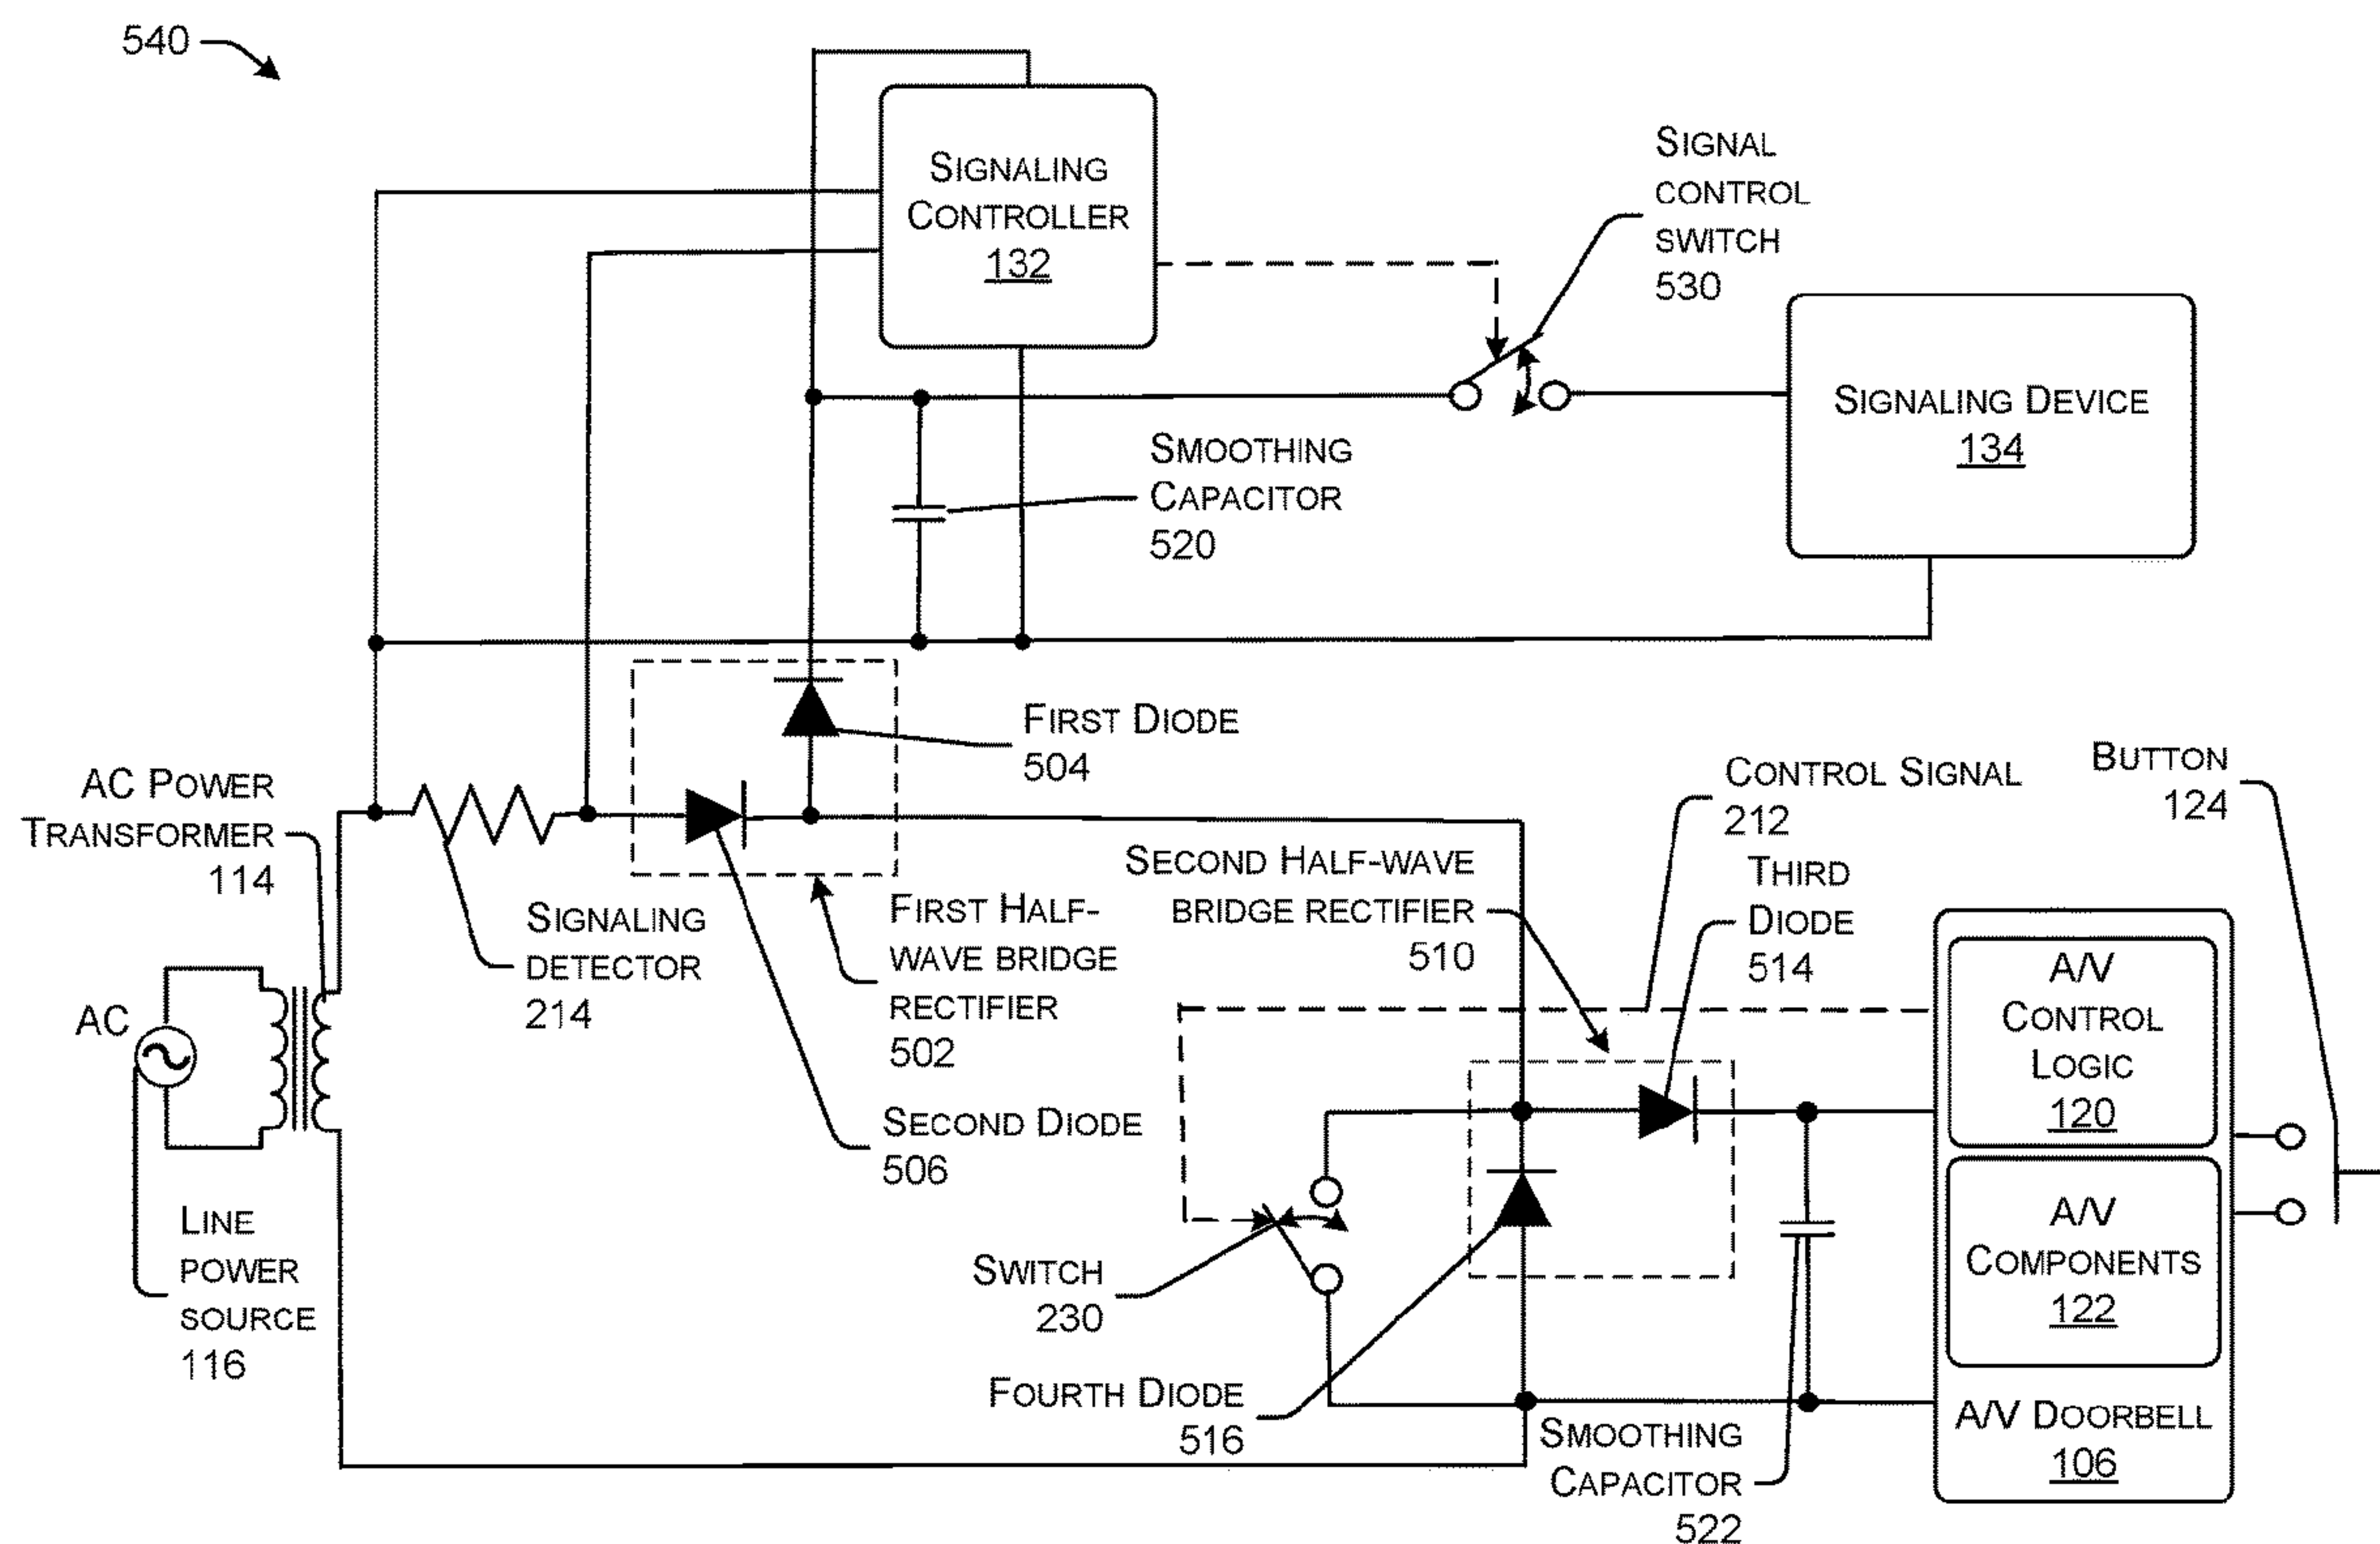 540
SIGNALING
CONTROLLER
132
SIGNAL
CONTROL
SWITCH
530
SIGNALING DEVICE
134
SMOOTHING
CAPACITOR
520
FIRST DIODE
504
AC POWER
TRANSFORMER
114
SIGNALING
DETECTOR
214
FIRST HALF-
WAVE BRIDGE
RECTIFIER
502
SECOND DIODE
506
AC
LINE
POWER
SOURCE
116
CONTROL SIGNAL
212
SECOND HALF-WAVE
BRIDGE RECTIFIER
510
THIRD
DIODE
514
BUTTON
124
SWITCH
230
FOURTH DIODE
516
SMOOTHING
CAPACITOR
522
A/V
CONTROL
LOGIC
120
A/V
COMPONENTS
122
A/V DOORBELL
106